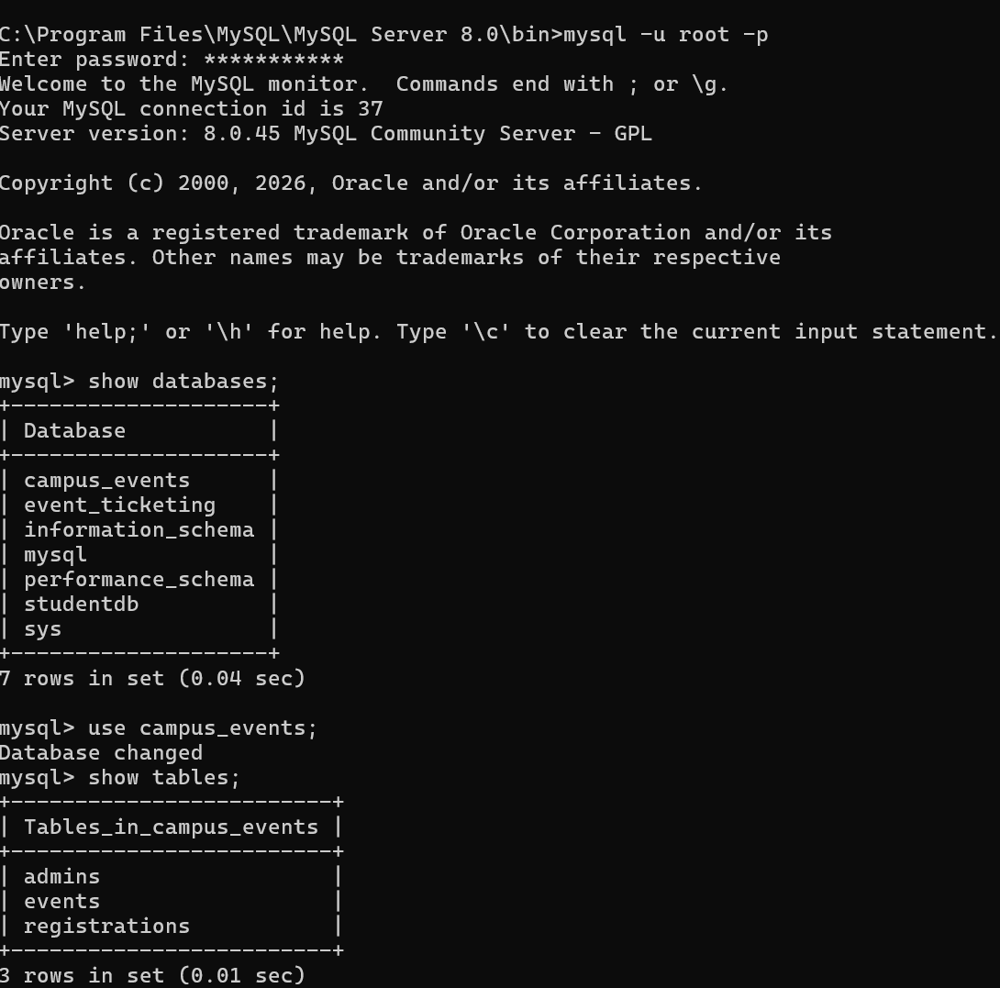 C:\Program Files\MySQL\MySQL Server 8.0\bin>mysql -u root -p
Enter password: ***********
Welcome to the MySQL monitor.  Commands end with ; or \g.
Your MySQL connection id is 37
Server version: 8.0.45 MySQL Community Server - GPL

Copyright (c) 2000, 2026, Oracle and/or its affiliates.

Oracle is a registered trademark of Oracle Corporation and/or its
affiliates. Other names may be trademarks of their respective
owners.

Type 'help;' or '\h' for help. Type '\c' to clear the current input statement.

mysql> show databases;
+--------------------+
| Database           |
+--------------------+
| campus_events      |
| event_ticketing    |
| information_schema |
| mysql              |
| performance_schema |
| studentdb          |
| sys                |
+--------------------+
7 rows in set (0.04 sec)

mysql> use campus_events;
Database changed
mysql> show tables;
+-------------------------+
| Tables_in_campus_events |
+-------------------------+
| admins                  |
| events                  |
| registrations           |
+-------------------------+
3 rows in set (0.01 sec)